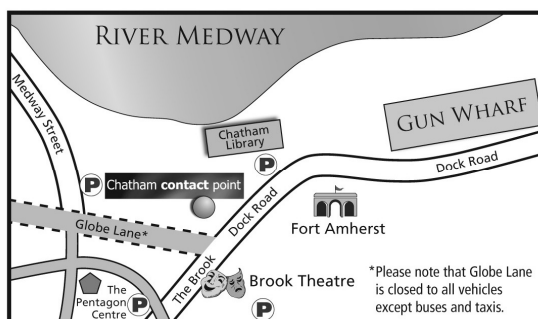 RIVER MEDWAY
Medway Street
GUN WHARF
Chatham
Library
P
Dock Road
P
Chatham contact point
Dock Road
Fort Amherst
Globe Lane*
The Brook
Brook Theatre
*Please note that Globe Lane
is closed to all vehicles
except buses and taxis.
The
Pentagon
Centre
P
P